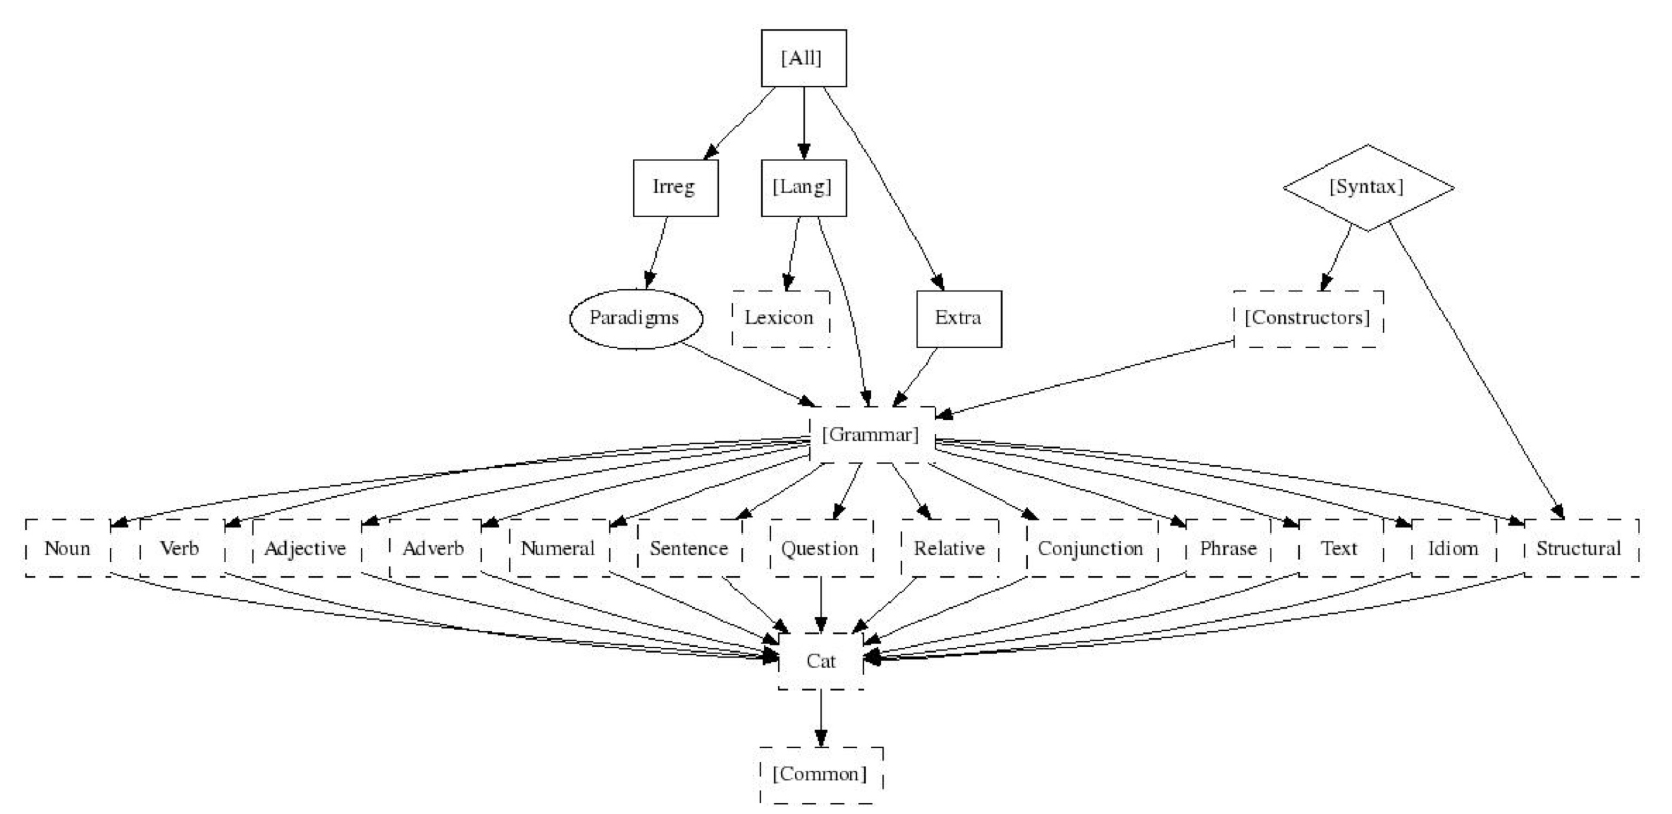 [All]
Irreg
[Lang]
[Syntax]
Paradigms
Lexicon
Extra
[Constructors]
[Grammar]
Noun
Verb
Adjective
Adverb
Numeral
Sentence
Question
Relative
Conjunction
Phrase
Text
Idiom
Structural
Cat
[Common]